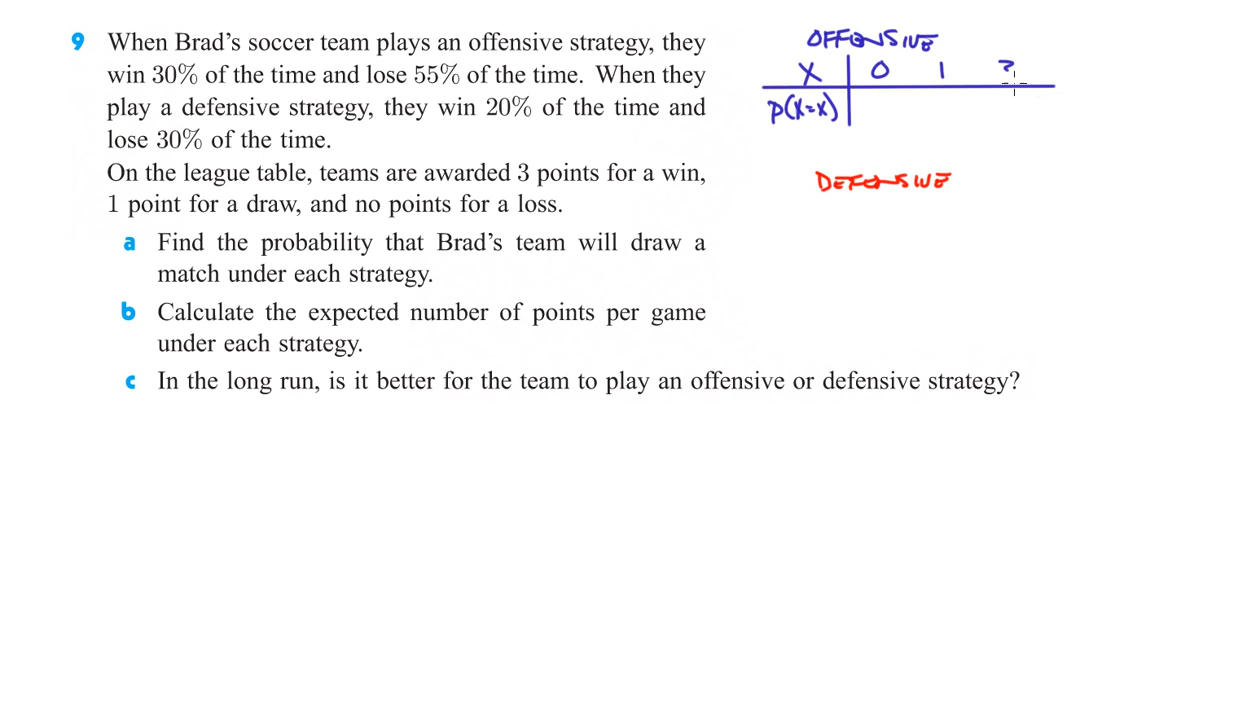 9 When Brad's soccer team plays an offensive strategy, they
win 30% of the time and lose 55% of the time. When they
play a defensive strategy, they win 20% of the time and
lose 30% of the time.
On the league table, teams are awarded 3 points for a win,
1 point for a draw, and no points for a loss.
a Find the probability that Brad's team will draw a
match under each strategy.
b Calculate the expected number of points per game
under each strategy.
c In the long run, is it better for the team to play an offensive or defensive strategy?
OFFENSIVE
X 0 1
P(X=x)
DEFENSIVE